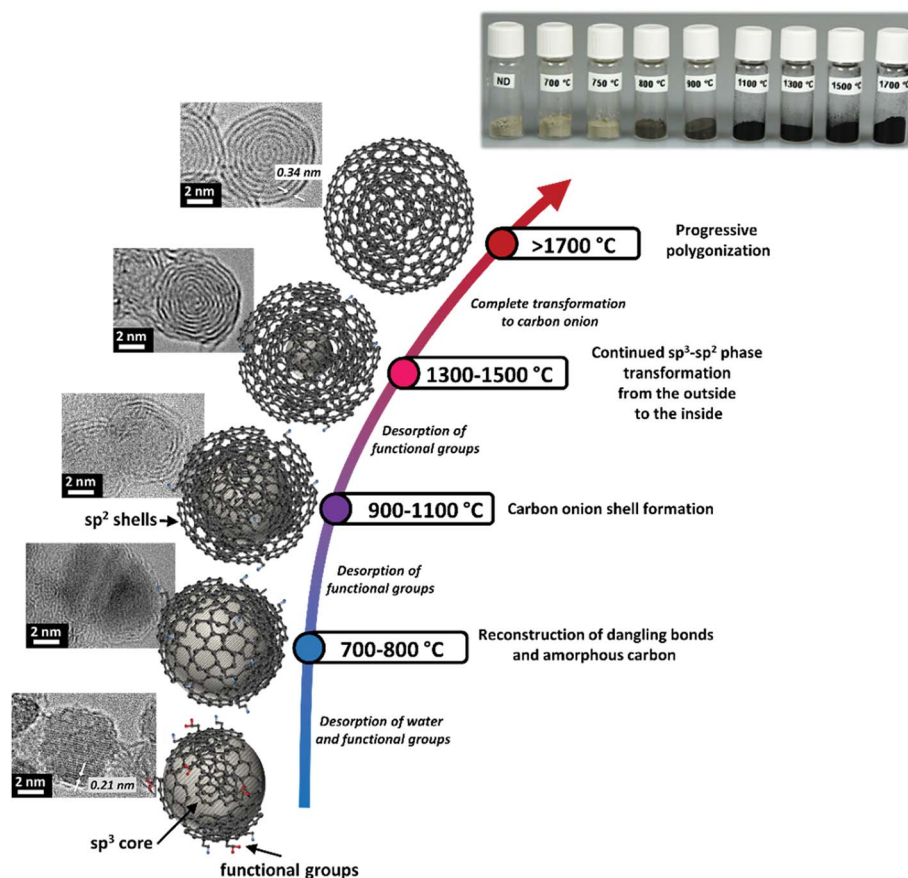 ND
700 °C
750 °C
800 °C
900 °C
1100 °C
1300 °C
1500 °C
1700 °C
0.34 nm
2 nm
>1700 °C
Progressive
polygonization
2 nm
Complete transformation
to carbon onion
1300-1500 °C
Continued sp³-sp² phase
transformation
from the outside
to the inside
Desorption of
functional groups
2 nm
sp² shells
900-1100 °C
Carbon onion shell formation
Desorption of
functional groups
2 nm
700-800 °C
Reconstruction of dangling bonds
and amorphous carbon
Desorption of water
and functional groups
2 nm
0.21 nm
sp³ core
functional groups